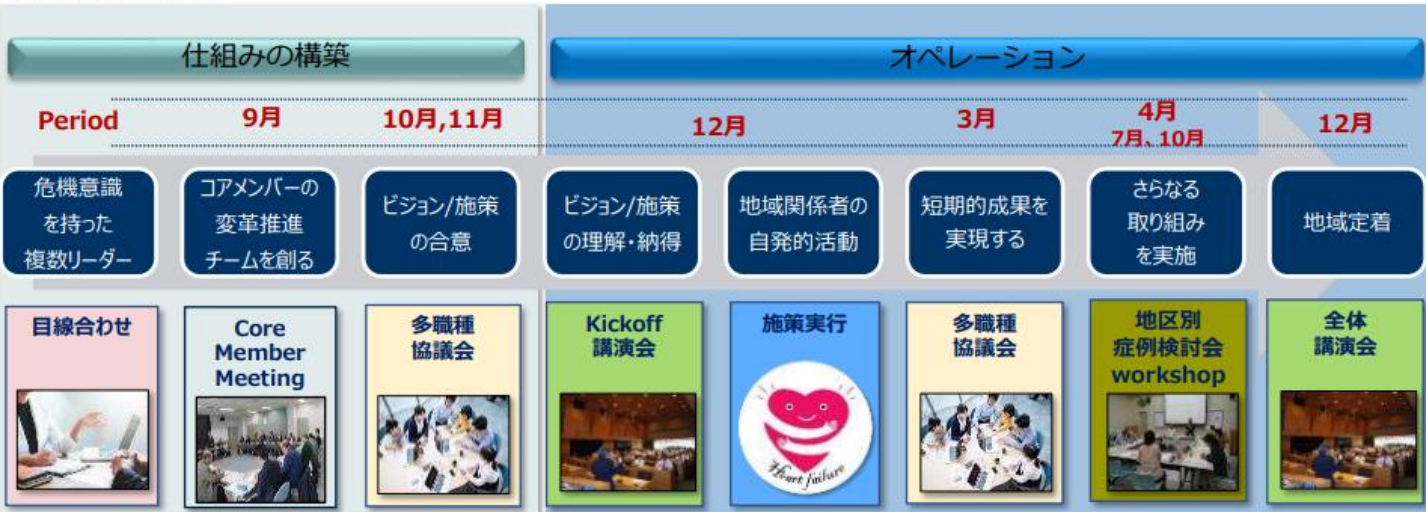 仕組みの構築
オペレーション
Period
9月
10月,11月
12月
3月
4月
7月、10月
12月
危機意識
を持った
複数リーダー
コアメンバーの
変革推進
チームを創る
ビジョン/施策
の合意
ビジョン/施策
の理解・納得
地域関係者の
自発的活動
短期的成果を
実現する
さらなる
取り組み
を実施
地域定着
目線合わせ
Core
Member
Meeting
多職種
協議会
Kickoff
講演会
施策実行
Heart failure
多職種
協議会
地区別
症例検討会
workshop
全体
講演会